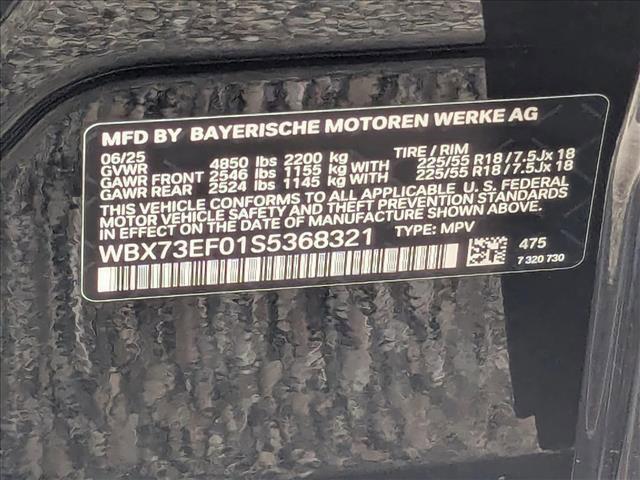 MFD BY BAYERISCHE MOTOREN WERKE AG
06/25 TIRE / RIM
GVWR 4850 lbs 2200 kg
GAWR FRONT 2546 lbs 1155 kg WITH 225/55 R18 / 7.5Jx 18
GAWR REAR 2524 lbs 1145 kg WITH 225/55 R18 / 7.5Jx 18
THIS VEHICLE CONFORMS TO ALL APPLICABLE U. S. FEDERAL
MOTOR VEHICLE SAFETY AND THEFT PREVENTION STANDARDS
IN EFFECT ON THE DATE OF MANUFACTURE SHOWN ABOVE.
WBX73EF01S5368321 TYPE: MPV
475
7 320 730